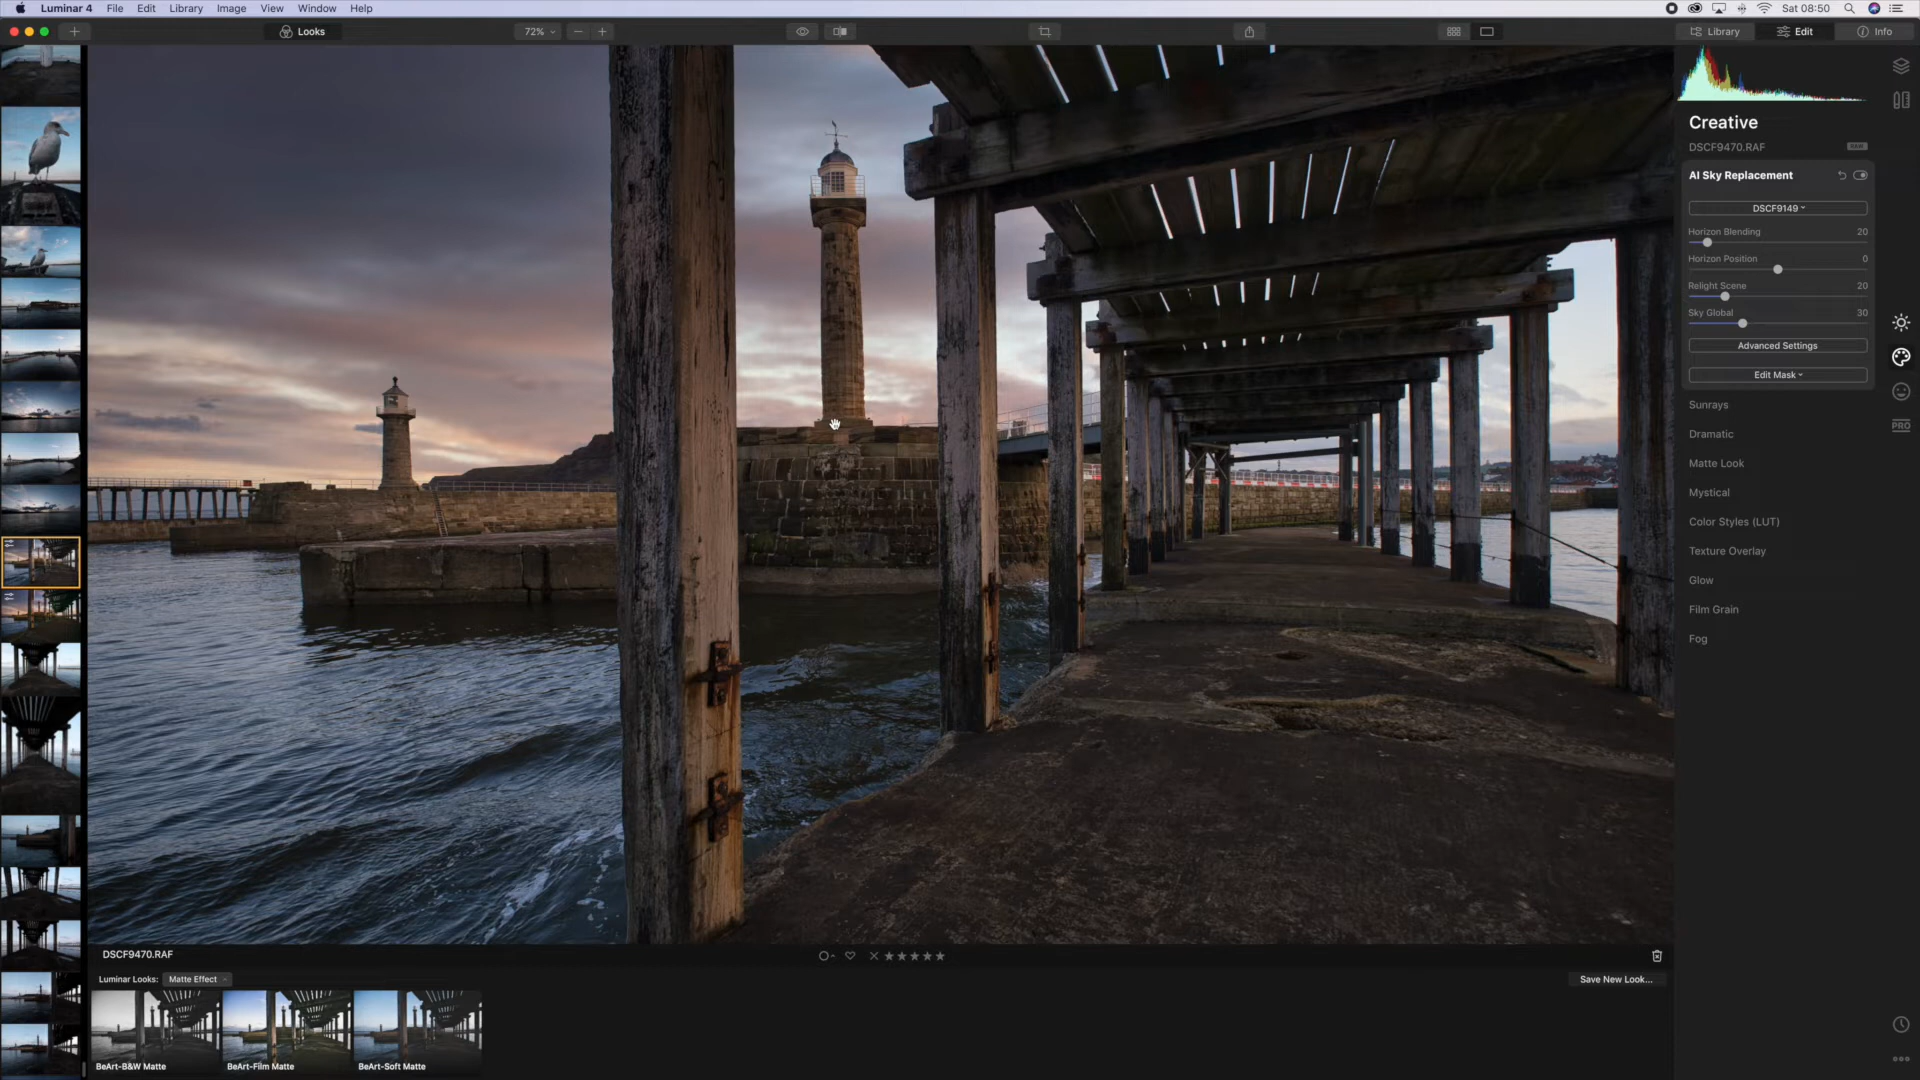 Luminar 4 File Edit Library Image View Window Help Sat 08:50
Looks 72% Library Edit Info
Creative
DSCF9470.RAF RAW
AI Sky Replacement
DSCF9149
Horizon Blending 20
Horizon Position 0
Relight Scene 20
Sky Global 30
Advanced Settings
Edit Mask
Sunrays
Dramatic
PRO
Matte Look
Mystical
Color Styles (LUT)
Texture Overlay
Glow
Film Grain
Fog
DSCF9470.RAF
Luminar Looks: Matte Effect Save New Look...
BeArt-B&W Matte BeArt-Film Matte BeArt-Soft Matte